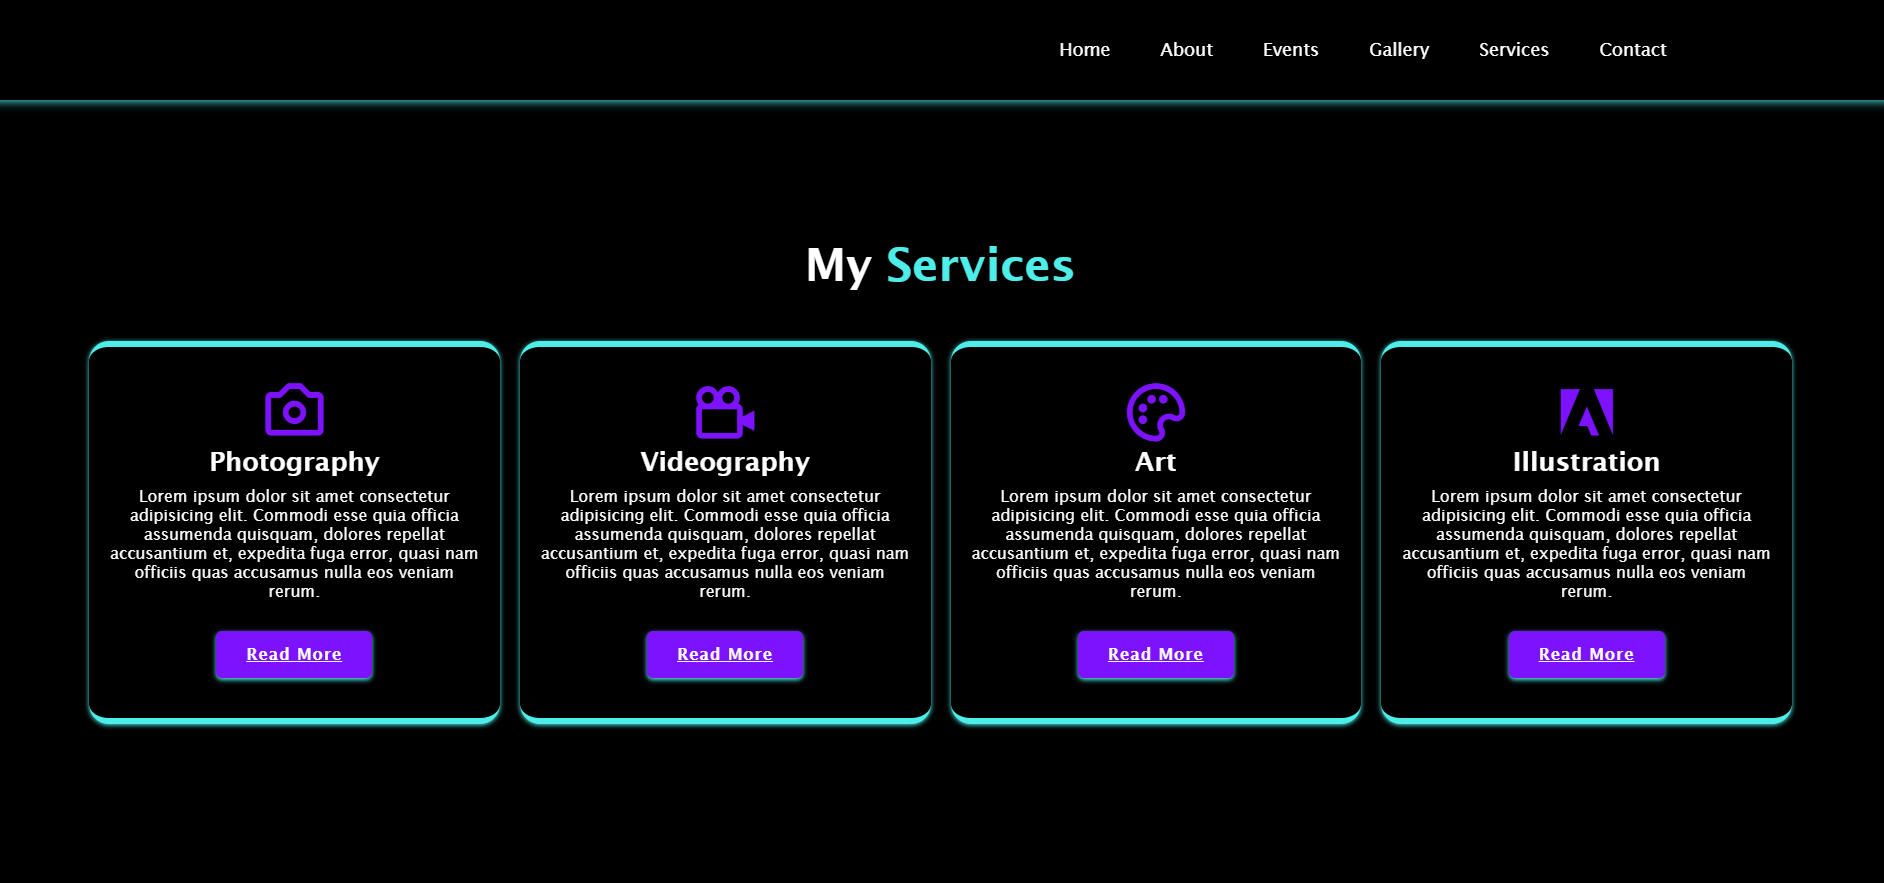 Home About Events Gallery Services Contact
My Services
Photography
Lorem ipsum dolor sit amet consectetur
adipisicing elit. Commodi esse quia officia
assumenda quisquam, dolores repellat
accusantium et, expedita fuga error, quasi nam
officiis quas accusamus nulla eos veniam
rerum.
Read More
Videography
Lorem ipsum dolor sit amet consectetur
adipisicing elit. Commodi esse quia officia
assumenda quisquam, dolores repellat
accusantium et, expedita fuga error, quasi nam
officiis quas accusamus nulla eos veniam
rerum.
Read More
Art
Lorem ipsum dolor sit amet consectetur
adipisicing elit. Commodi esse quia officia
assumenda quisquam, dolores repellat
accusantium et, expedita fuga error, quasi nam
officiis quas accusamus nulla eos veniam
rerum.
Read More
Illustration
Lorem ipsum dolor sit amet consectetur
adipisicing elit. Commodi esse quia officia
assumenda quisquam, dolores repellat
accusantium et, expedita fuga error, quasi nam
officiis quas accusamus nulla eos veniam
rerum.
Read More